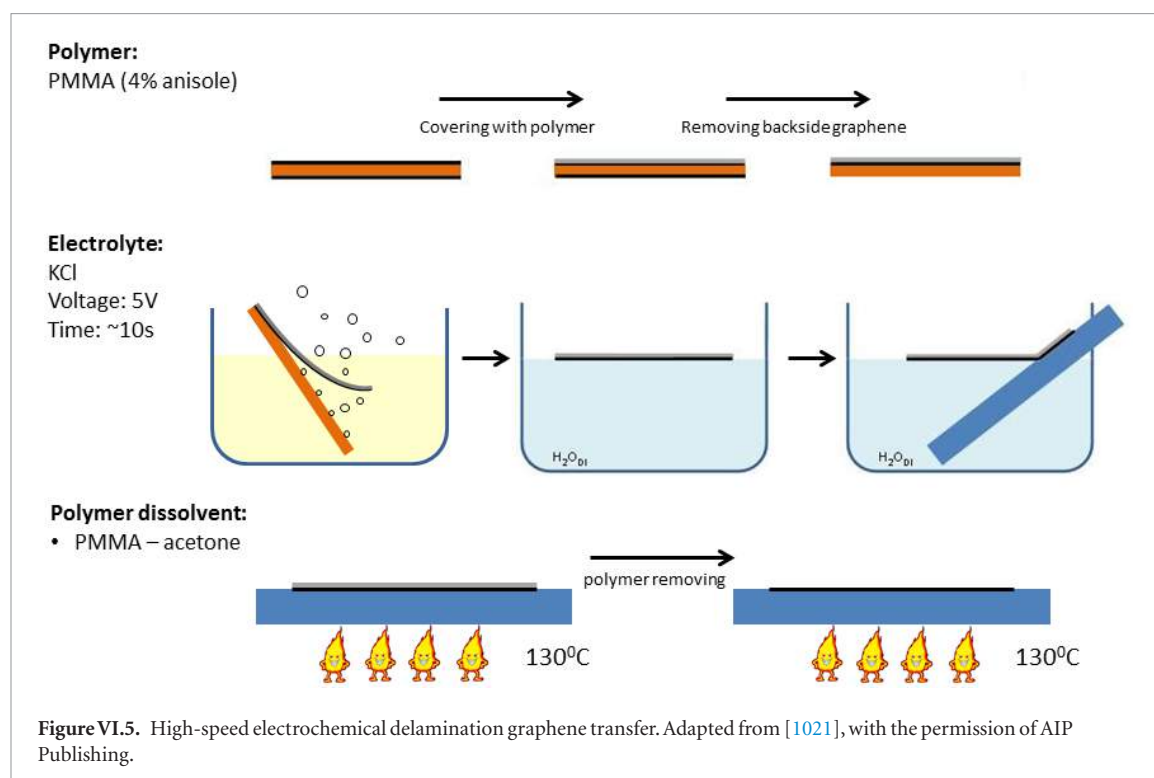 Polymer:
PMMA (4% anisole)
Covering with polymer
Removing backside graphene
Electrolyte:
KCl
Voltage: 5V
Time: ~10s
H₂O_DI
H₂O_DI
Polymer dissolvent:
• PMMA – acetone
polymer removing
130⁰C
130⁰C
Figure VI.5. High-speed electrochemical delamination graphene transfer. Adapted from [1021], with the permission of AIP
Publishing.